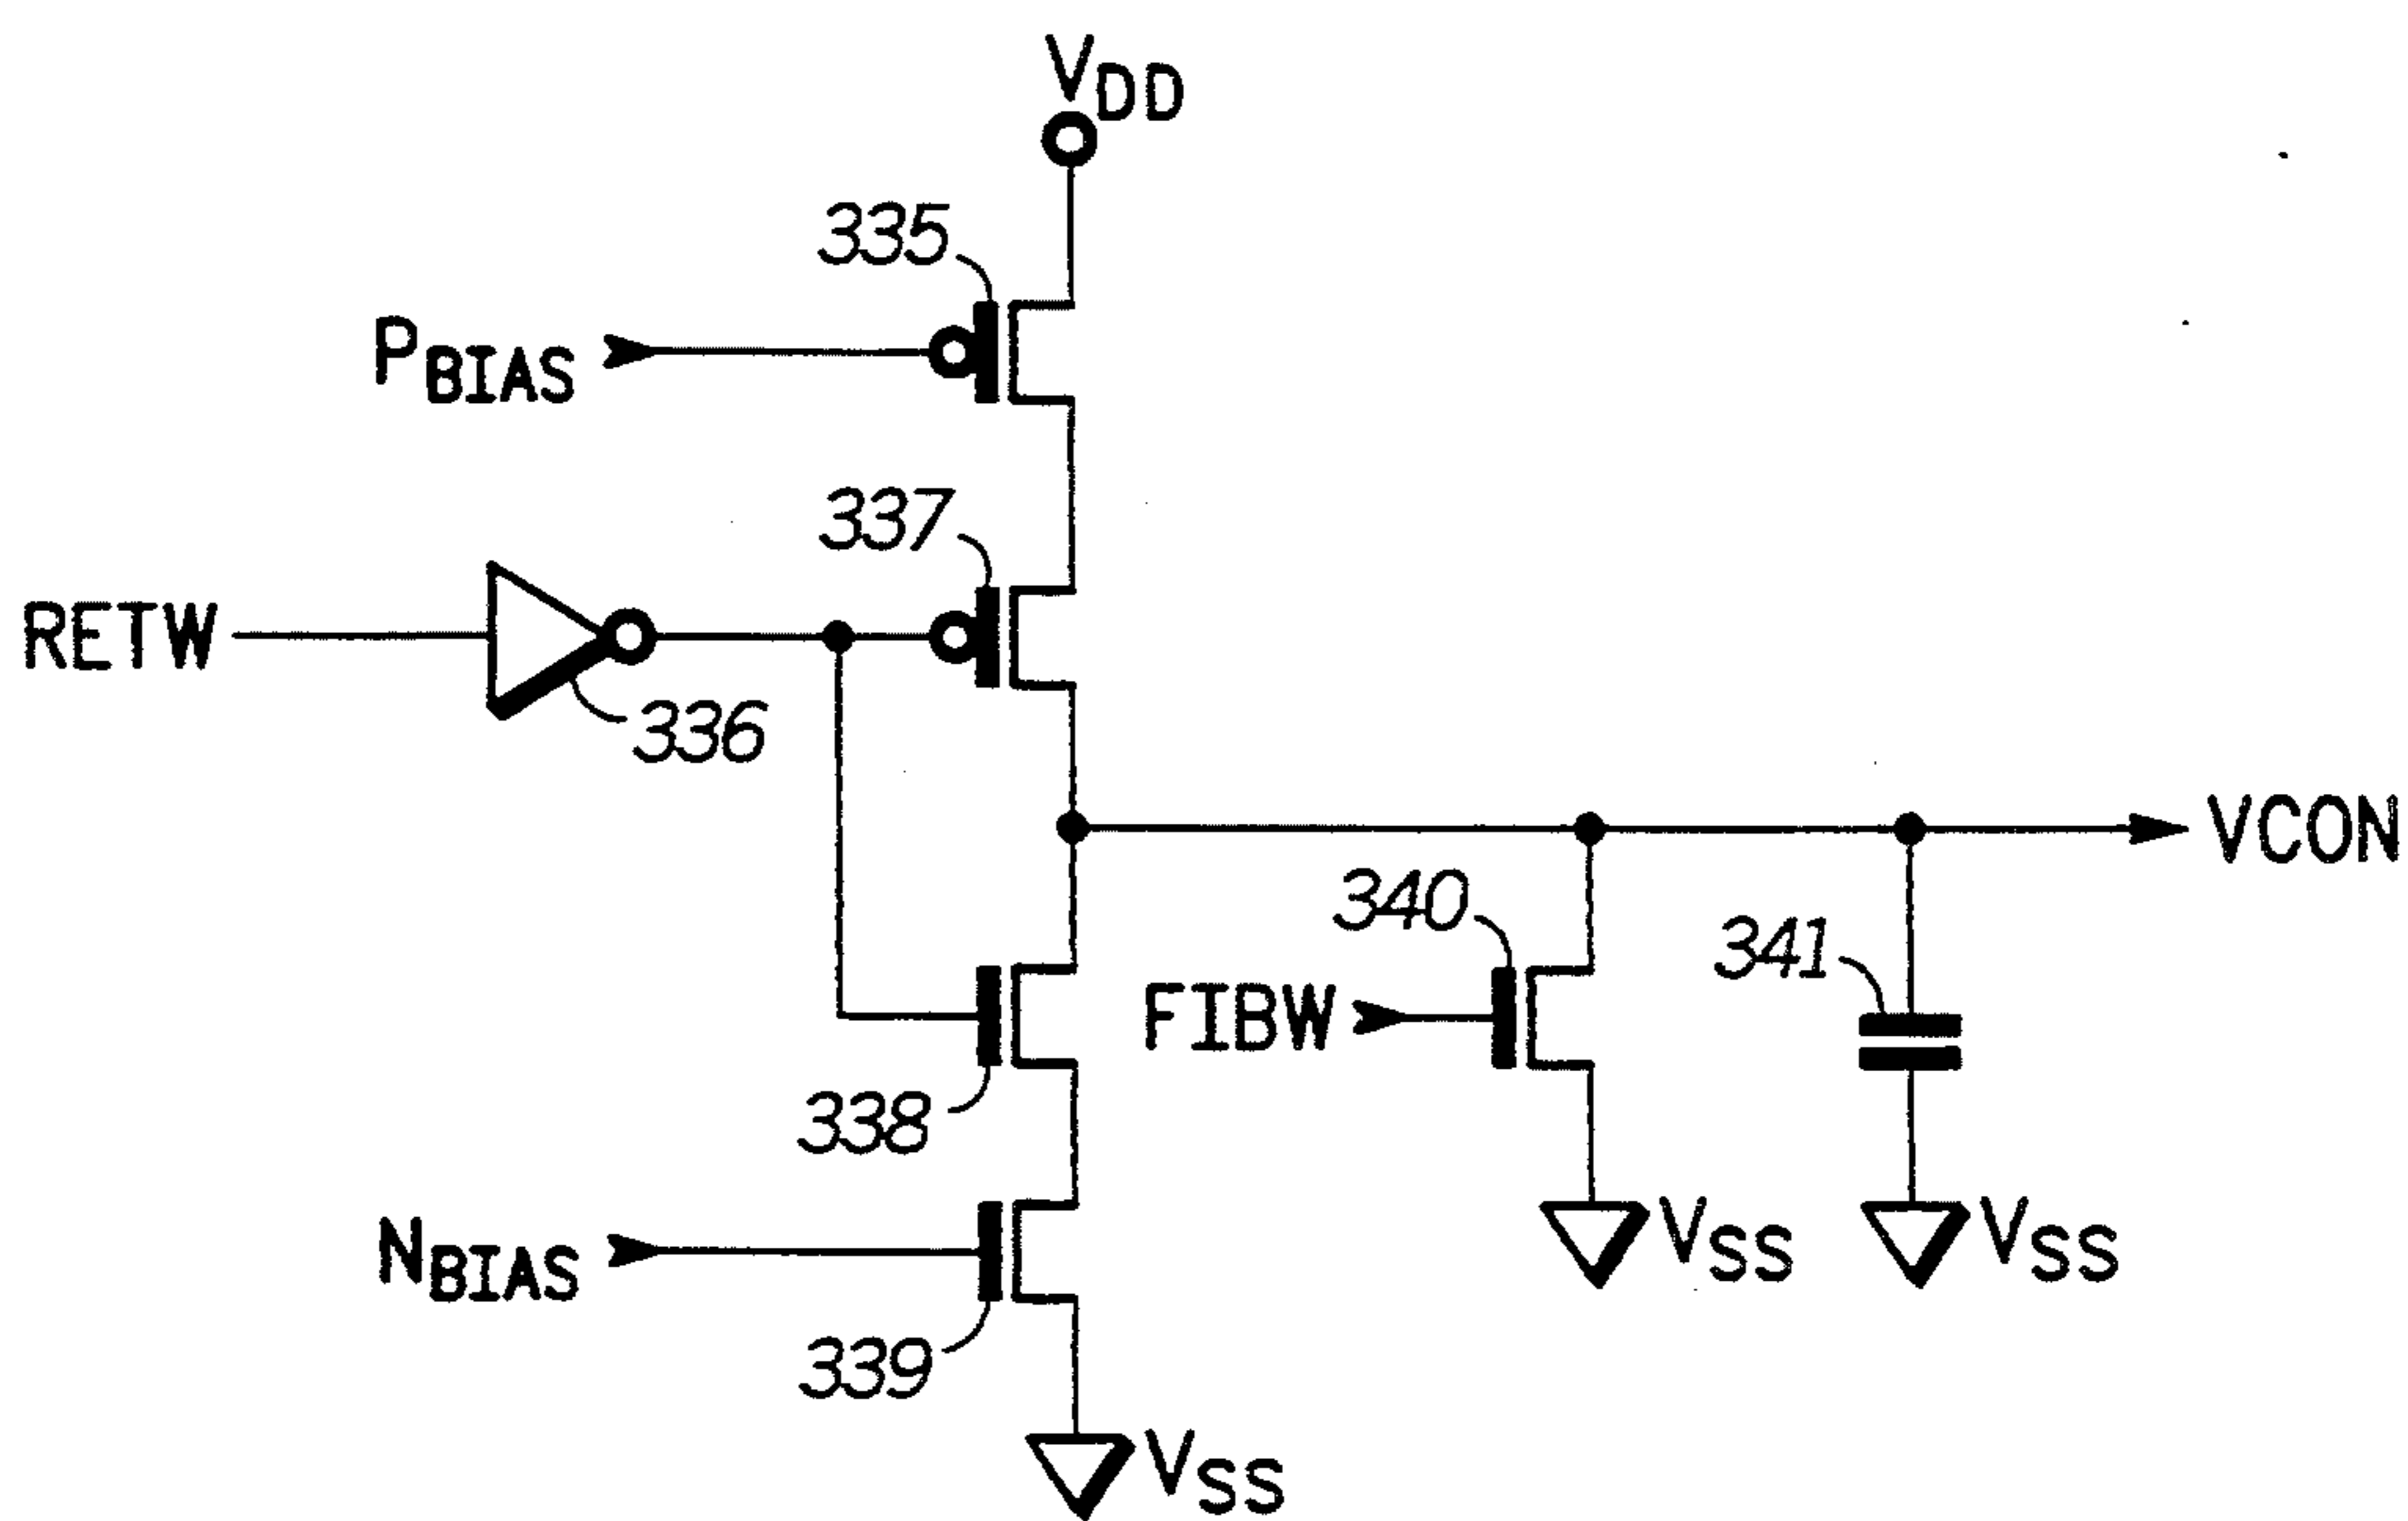 VDD
335
PBIAS
337
RETW
336
VCON
340
341
FIBW
338
VSS
VSS
NBIAS
339
VSS